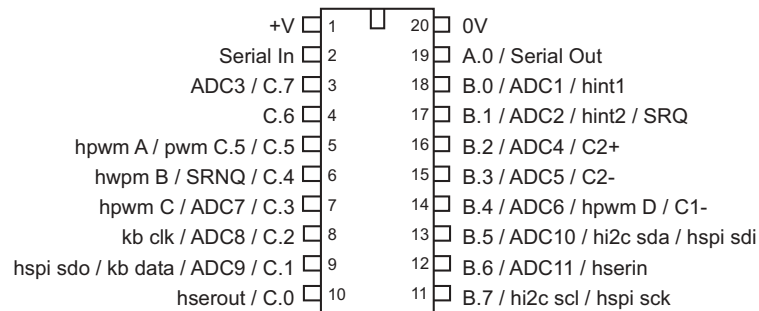 +V 1 20 0V
Serial In 2 19 A.0 / Serial Out
ADC3 / C.7 3 18 B.0 / ADC1 / hint1
C.6 4 17 B.1 / ADC2 / hint2 / SRQ
hpwm A / pwm C.5 / C.5 5 16 B.2 / ADC4 / C2+
hwpm B / SRNQ / C.4 6 15 B.3 / ADC5 / C2-
hpwm C / ADC7 / C.3 7 14 B.4 / ADC6 / hpwm D / C1-
kb clk / ADC8 / C.2 8 13 B.5 / ADC10 / hi2c sda / hspi sdi
hspi sdo / kb data / ADC9 / C.1 9 12 B.6 / ADC11 / hserin
hserout / C.0 10 11 B.7 / hi2c scl / hspi sck